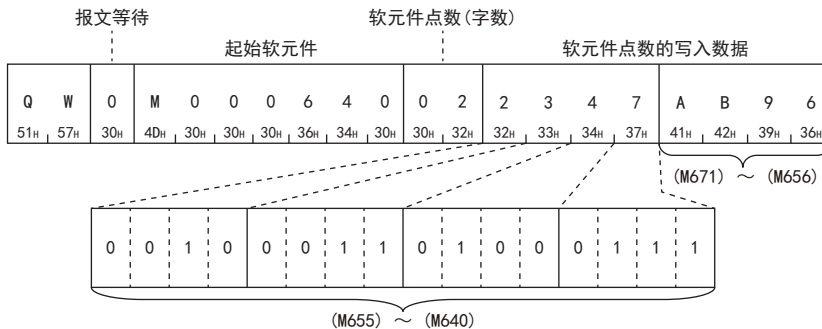 报文等待 软元件点数(字数)
起始软元件 软元件点数的写入数据
Q W 0 M 0 0 0 6 4 0 0 2 2 3 4 7 A B 9 6
51H 57H 30H 4DH 30H 30H 30H 36H 34H 30H 30H 32H 32H 33H 34H 37H 41H 42H 39H 36H
(M671) ～ (M656)
0 0 1 0 0 0 1 1 0 1 0 0 0 1 1 1
(M655) ～ (M640)